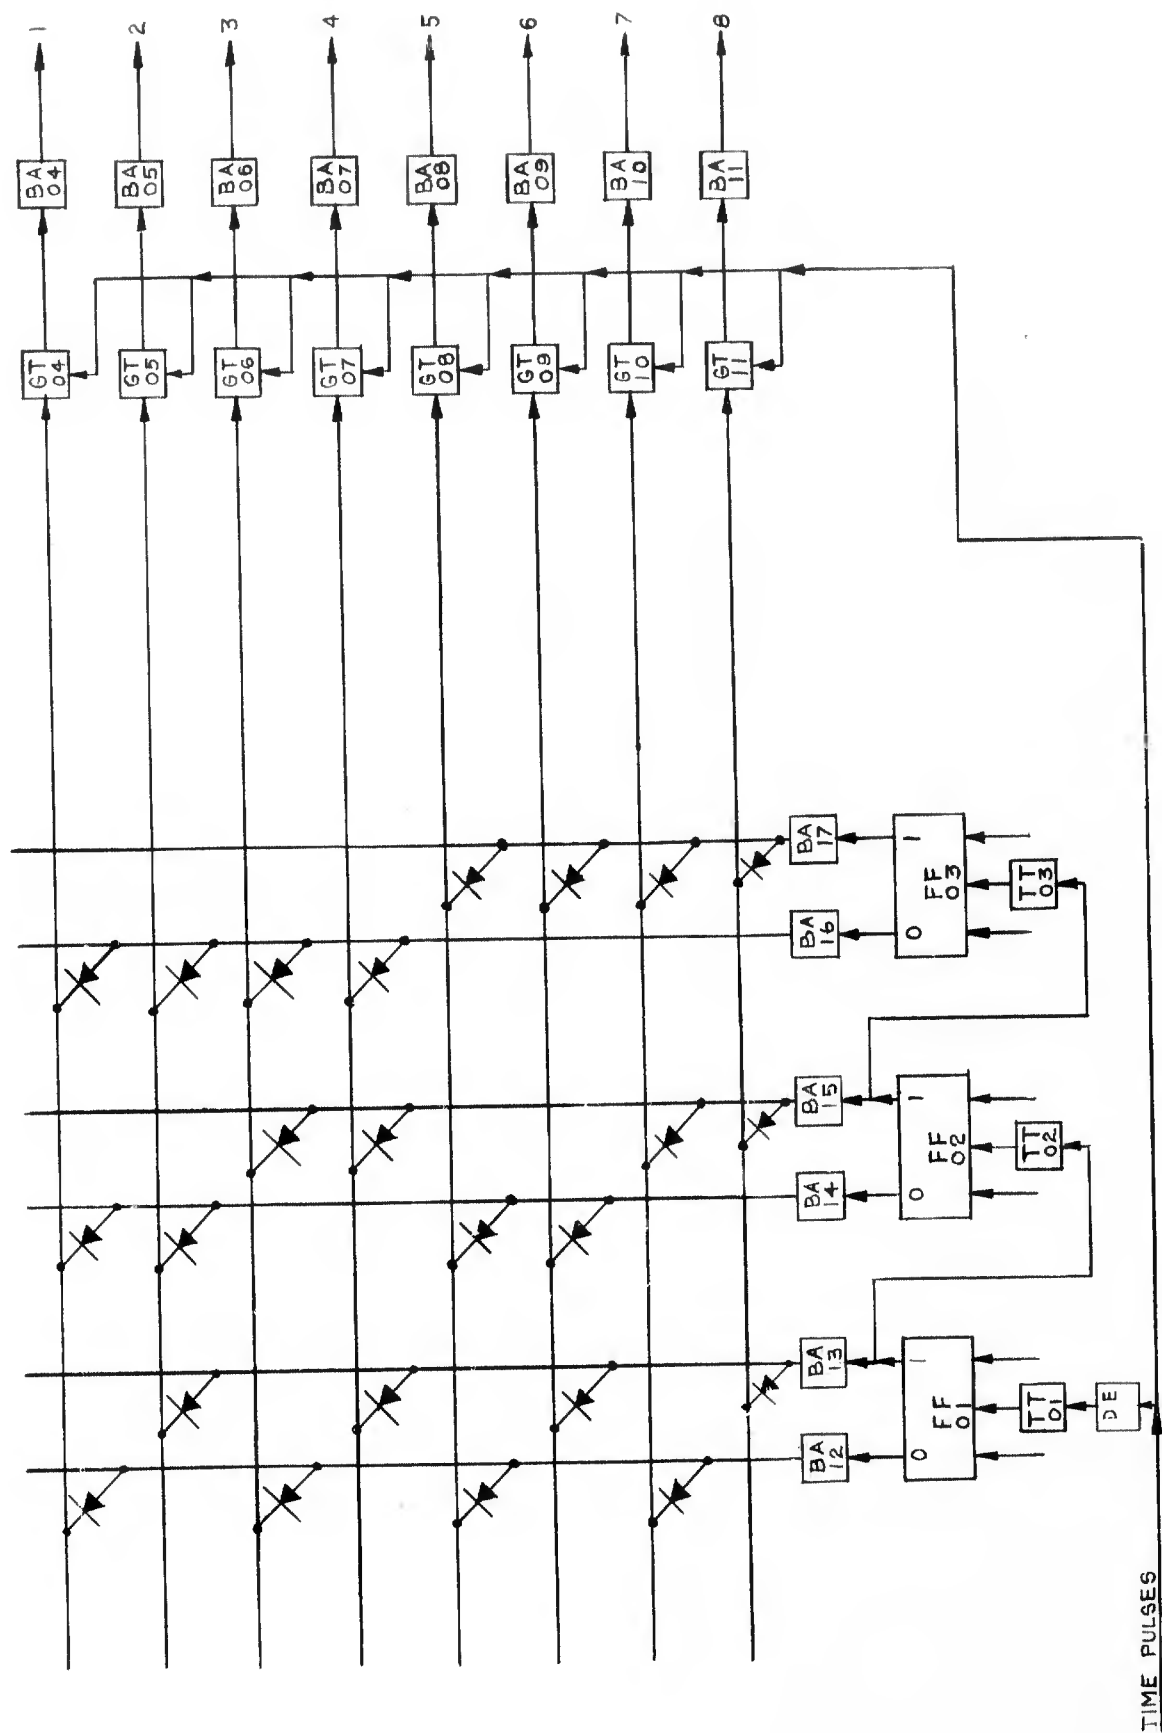 1
2
3
4
5
6
7
8
BA 04
BA 05
BA 06
BA 07
BA 08
BA 09
BA 10
BA 11
GT 04
GT 05
GT 06
GT 07
GT 08
GT 09
GT 10
GT 11
BA 17
BA 16
BA 15
BA 14
BA 13
BA 12
1
FF 03
0
TT 03
1
FF 02
0
TT 02
1
FF 01
0
TT 01
DE
TIME PULSES